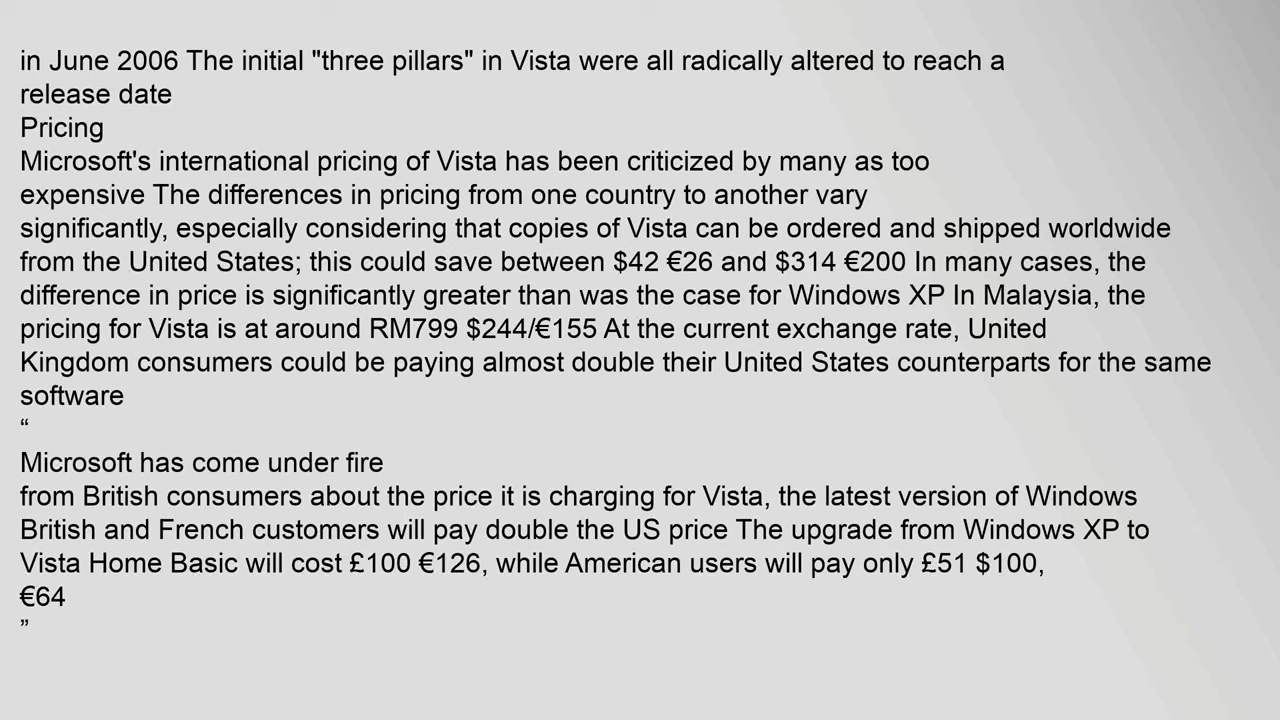 in June 2006 The initial "three pillars" in Vista were all radically altered to reach a
release date
Pricing
Microsoft's international pricing of Vista has been criticized by many as too
expensive The differences in pricing from one country to another vary
significantly, especially considering that copies of Vista can be ordered and shipped worldwide
from the United States; this could save between $42 €26 and $314 €200 In many cases, the
difference in price is significantly greater than was the case for Windows XP In Malaysia, the
pricing for Vista is at around RM799 $244/€155 At the current exchange rate, United
Kingdom consumers could be paying almost double their United States counterparts for the same
software
“
Microsoft has come under fire
from British consumers about the price it is charging for Vista, the latest version of Windows
British and French customers will pay double the US price The upgrade from Windows XP to
Vista Home Basic will cost £100 €126, while American users will pay only £51 $100,
€64
”